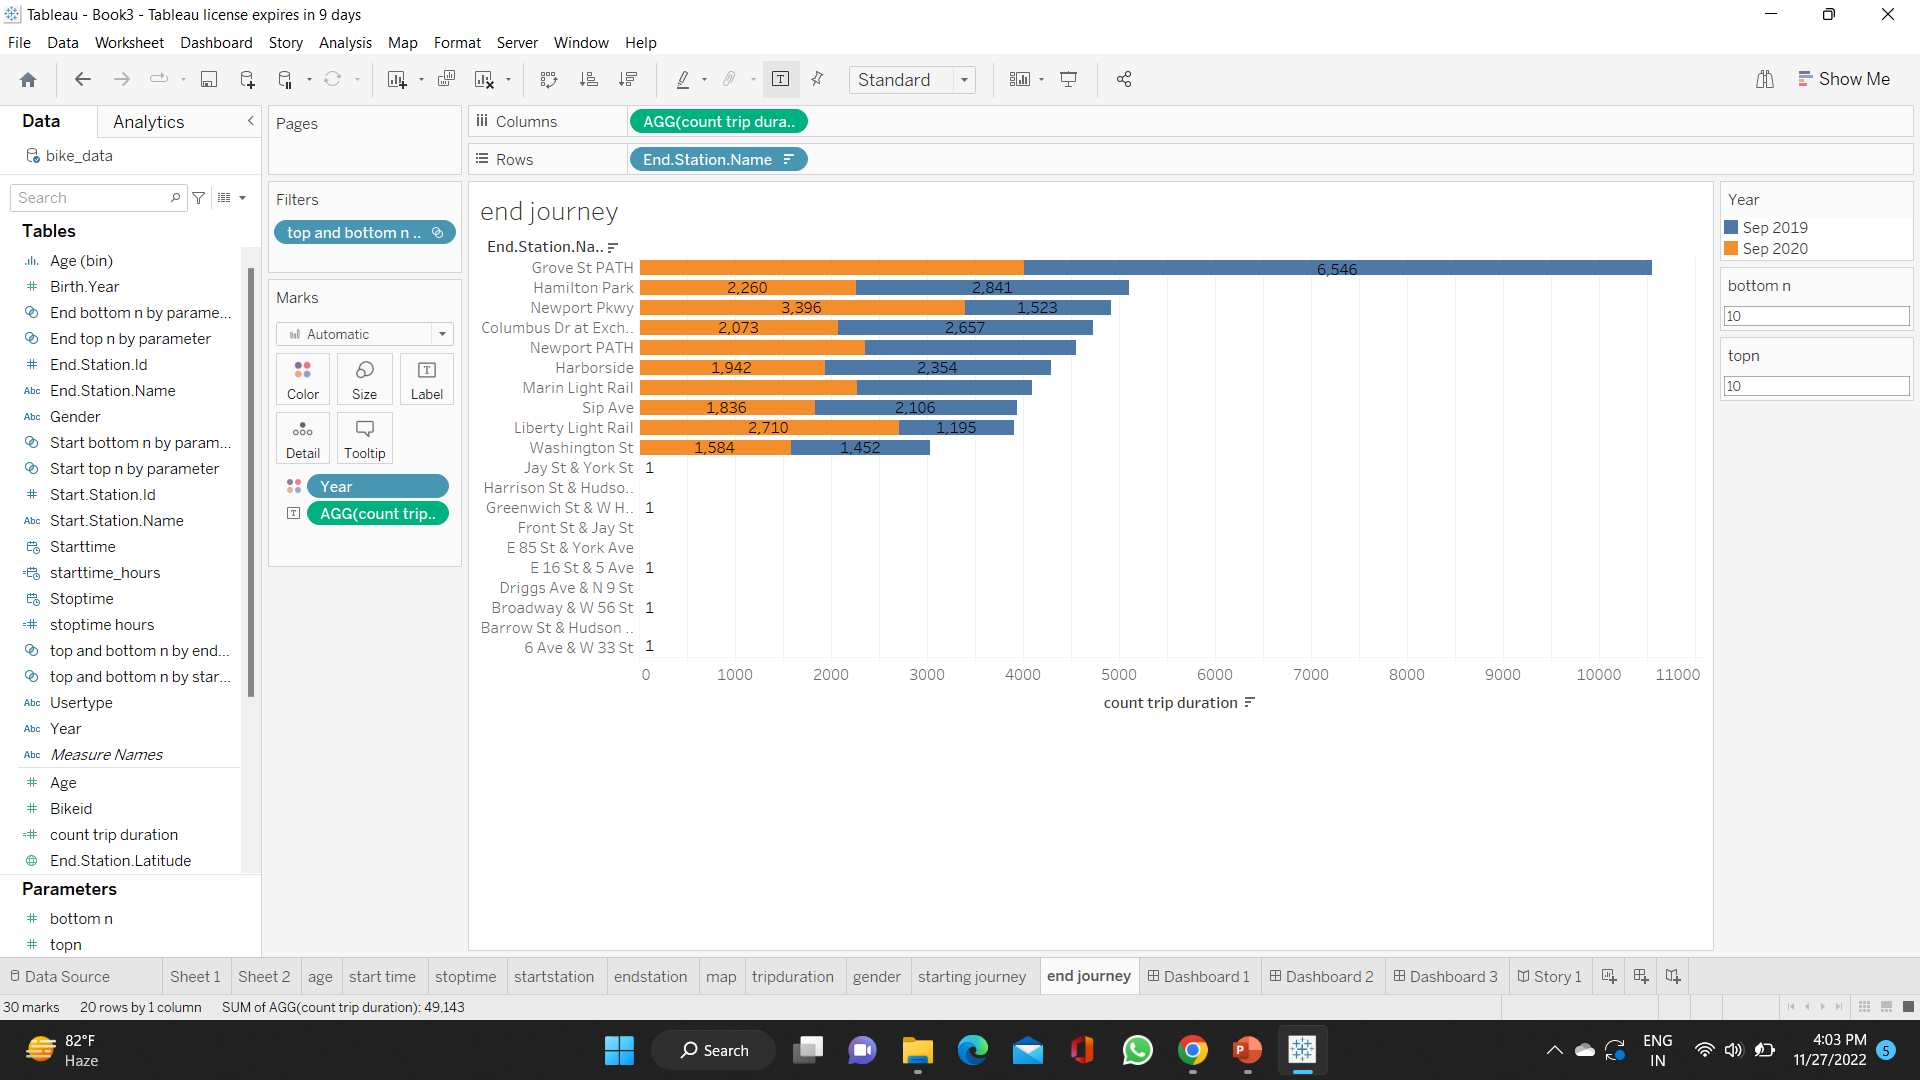 Tableau - Book3 - Tableau license expires in 9 days
File Data Worksheet Dashboard Story Analysis Map Format Server Window Help
Standard
Show Me
Data Analytics
bike_data
Search
Tables
Age (bin)
Birth.Year
End bottom n by parame...
End top n by parameter
End.Station.Id
Abc End.Station.Name
Abc Gender
Start bottom n by param...
Start top n by parameter
Start.Station.Id
Abc Start.Station.Name
Starttime
starttime_hours
Stoptime
stoptime hours
top and bottom n by end...
top and bottom n by star...
Abc Usertype
Abc Year
Abc Measure Names
Age
Bikeid
count trip duration
End.Station.Latitude
Parameters
bottom n
topn
Pages
Filters
top and bottom n ..
Marks
Automatic
Color Size Label
Detail Tooltip
Year
AGG(count trip..
Columns AGG(count trip dura..
Rows End.Station.Name
end journey
End.Station.Na..
Grove St PATH 6,546
Hamilton Park 2,260 2,841
Newport Pkwy 3,396 1,523
Columbus Dr at Exch.. 2,073 2,657
Newport PATH
Harborside 1,942 2,354
Marin Light Rail
Sip Ave 1,836 2,106
Liberty Light Rail 2,710 1,195
Washington St 1,584 1,452
Jay St & York St 1
Harrison St & Hudso..
Greenwich St & W H.. 1
Front St & Jay St
E 85 St & York Ave
E 16 St & 5 Ave 1
Driggs Ave & N 9 St
Broadway & W 56 St 1
Barrow St & Hudson ..
6 Ave & W 33 St 1
0 1000 2000 3000 4000 5000 6000 7000 8000 9000 10000 11000
count trip duration
Year
Sep 2019
Sep 2020
bottom n
10
topn
10
Data Source Sheet 1 Sheet 2 age start time stoptime startstation endstation map tripduration gender starting journey end journey Dashboard 1 Dashboard 2 Dashboard 3 Story 1
30 marks 20 rows by 1 column SUM of AGG(count trip duration): 49,143
82°F
Haze
Search
ENG
IN
4:03 PM
11/27/2022
5